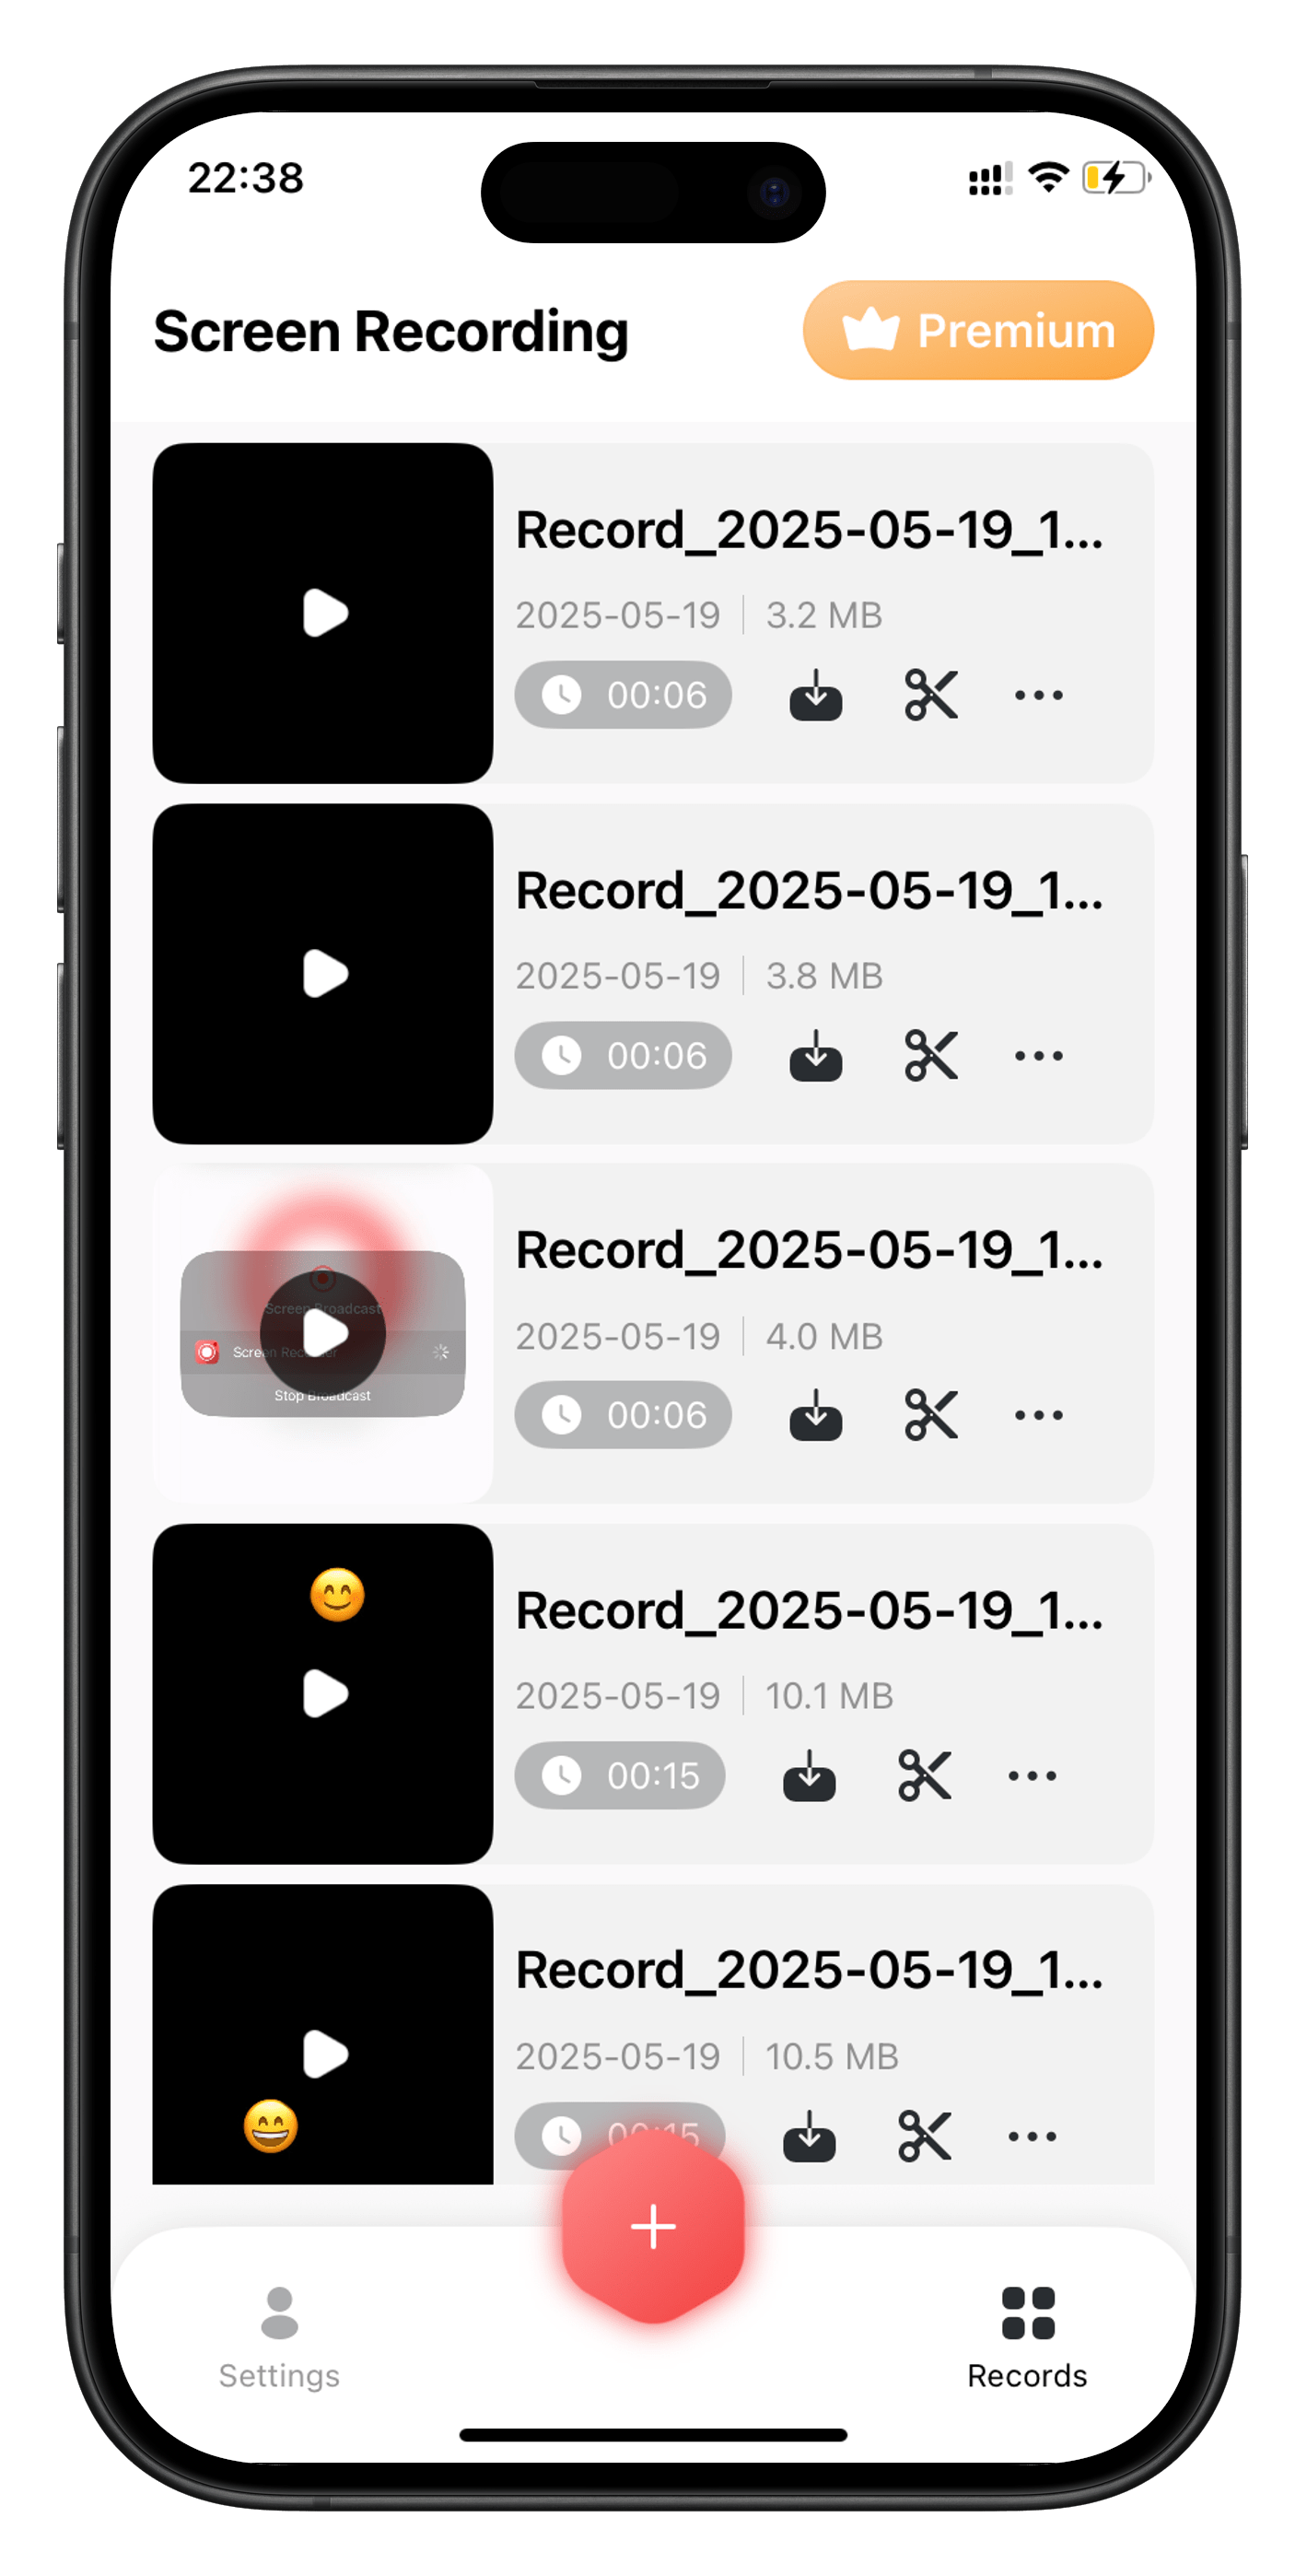 22:38
Screen Recording
Premium
Record_2025-05-19_1...
2025-05-19 | 3.2 MB
00:06
Record_2025-05-19_1...
2025-05-19 | 3.8 MB
00:06
Record_2025-05-19_1...
2025-05-19 | 4.0 MB
Screen Broadcast
Screen Recorder
Stop Broadcast
00:06
Record_2025-05-19_1...
2025-05-19 | 10.1 MB
00:15
Record_2025-05-19_1...
2025-05-19 | 10.5 MB
00:15
Settings
Records